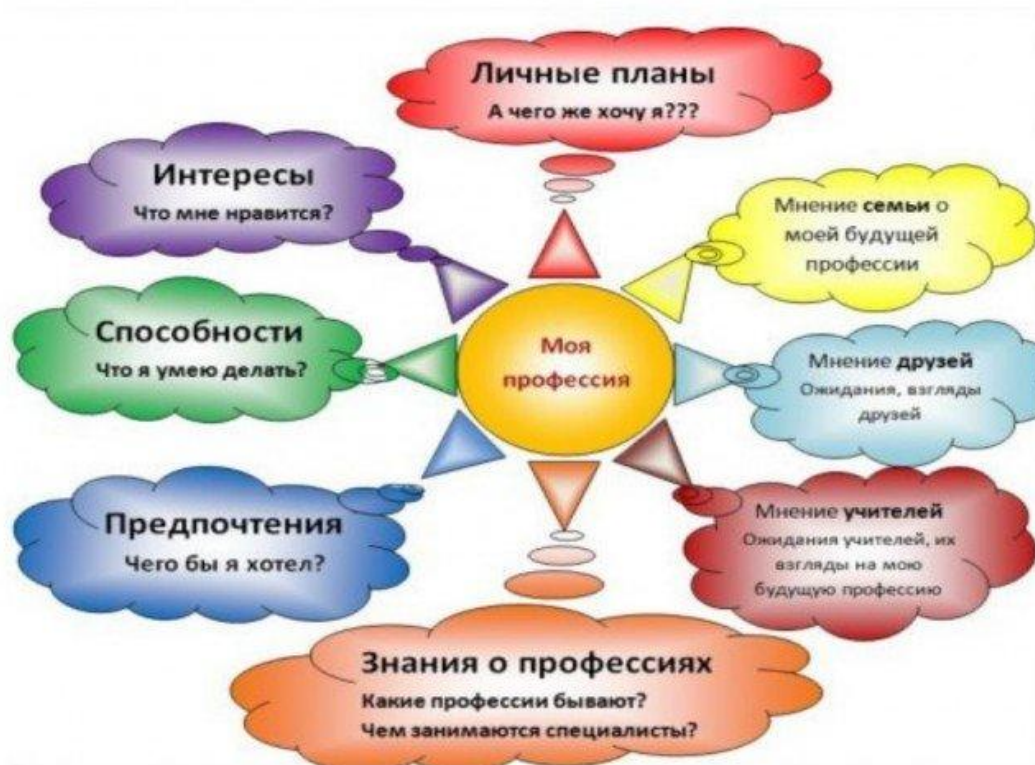 Личные планы
А чего же хочу я???
Интересы
Что мне нравится?
Мнение семьи о
моей будущей
профессии
Способности
Что я умею делать?
Моя
профессия
Мнение друзей
Ожидания, взгляды
друзей
Предпочтения
Чего бы я хотел?
Мнение учителей
Ожидания учителей, их
взгляды на мою
будущую профессию
Знания о профессиях
Какие профессии бывают?
Чем занимаются специалисты?